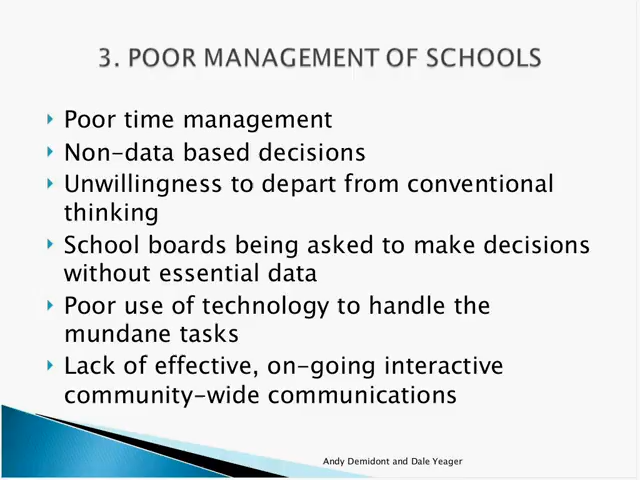 3. POOR MANAGEMENT OF SCHOOLS
Poor time management
Non-data based decisions
Unwillingness to depart from conventional
thinking
School boards being asked to make decisions
without essential data
Poor use of technology to handle the
mundane tasks
Lack of effective, on-going interactive
community-wide communications
Andy Demidont and Dale Yeager